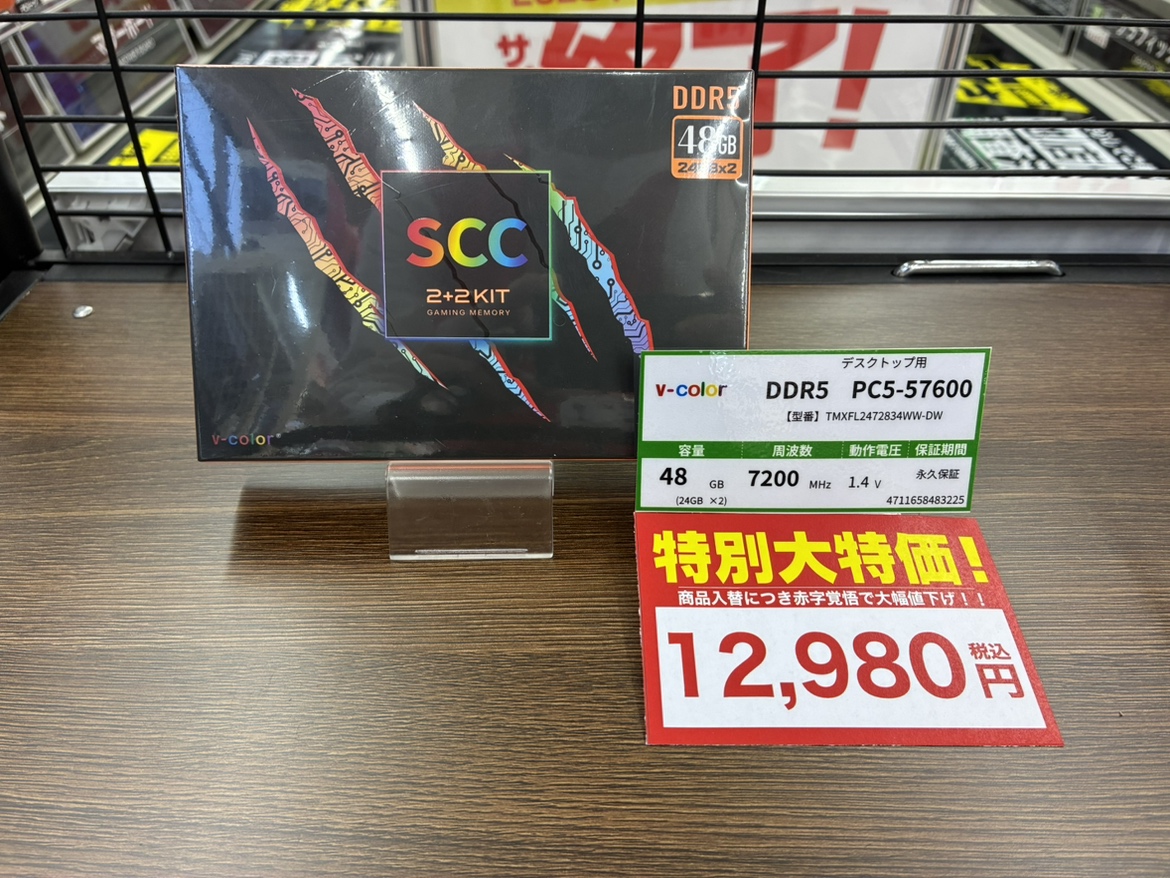 DDR5
48GB
24GBx2
SCC
2+2 KIT
GAMING MEMORY
v-color
デスクトップ用
v-color DDR5 PC5-57600
【型番】TMXFL2472834WW-DW
容量 周波数 動作電圧 保証期間
48 GB 7200 MHz 1.4 V 永久保証
(24GB ×2) 4711658483225
特別大特価!
商品入替につき赤字覚悟で大幅値下げ!!
12,980円 税込